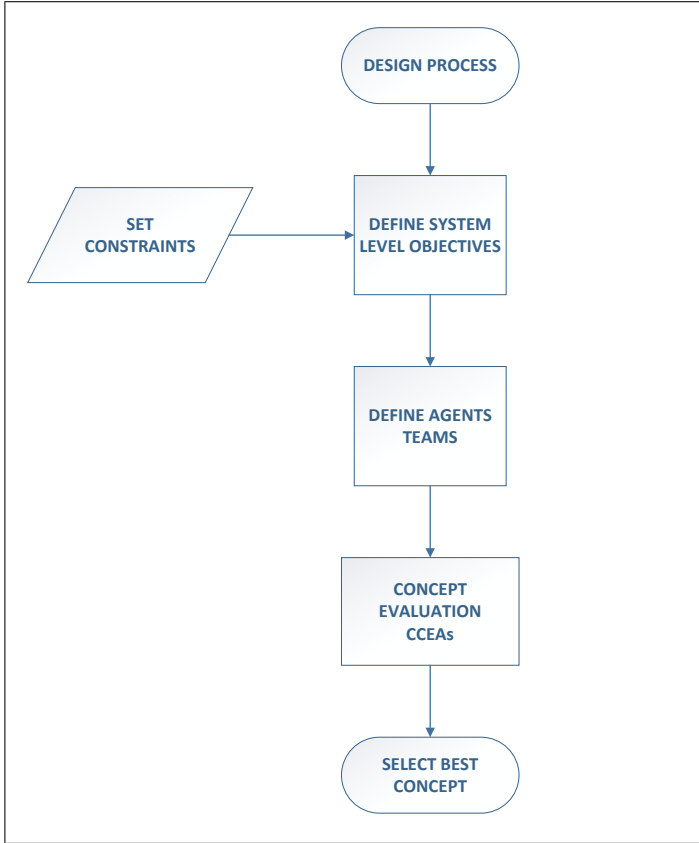 DESIGN PROCESS
SET
CONSTRAINTS
DEFINE SYSTEM
LEVEL OBJECTIVES
DEFINE AGENTS
TEAMS
CONCEPT
EVALUATION
CCEAs
SELECT BEST
CONCEPT